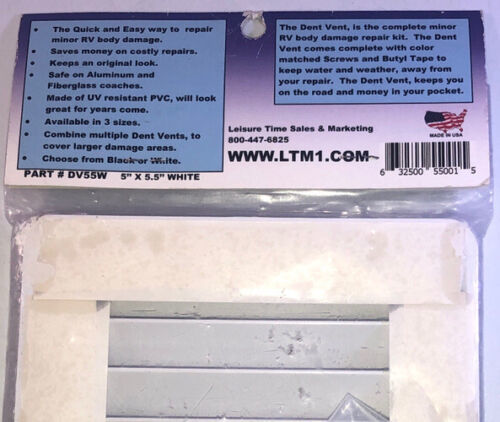 • The Quick and Easy way to repair
minor RV body damage.
• Saves money on costly repairs.
• Keeps an original look.
• Safe on Aluminum and
Fiberglass coaches.
• Made of UV resistant PVC, will look
great for years come.
• Available in 3 sizes.
• Combine multiple Dent Vents, to
cover larger damage areas.
• Choose from Black or White.
PART # DV55W 5" X 5.5" WHITE
The Dent Vent, is the complete minor
RV body damage repair kit. The Dent
Vent comes complete with color
matched Screws and Butyl Tape to
keep water and weather, away from
your repair. The Dent Vent, keeps you
on the road and money in your pocket.
Leisure Time Sales & Marketing
800-447-6825
WWW.LTM1.COM
MADE IN USA
6 32500 55001 5